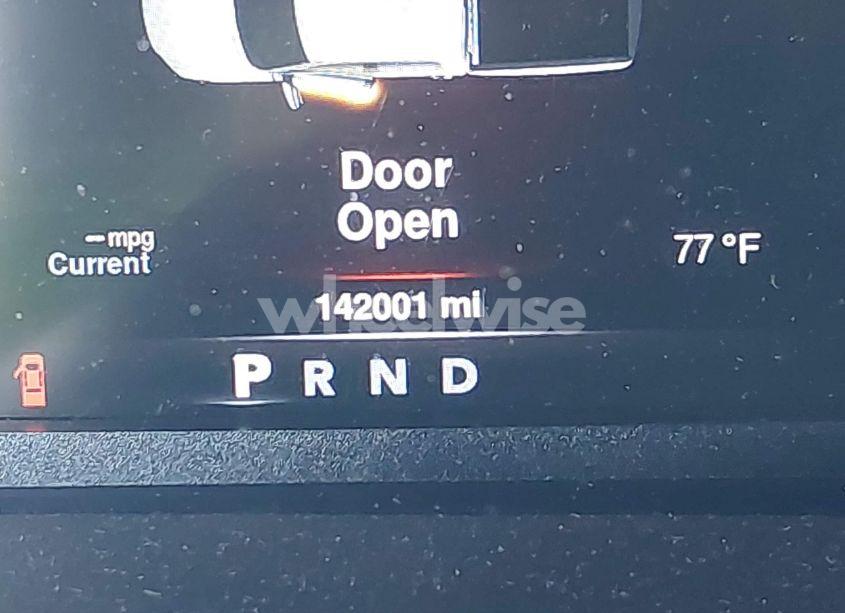 Door
Open
--mpg
Current
77 °F
142001 mi
wheelwise
P R N D